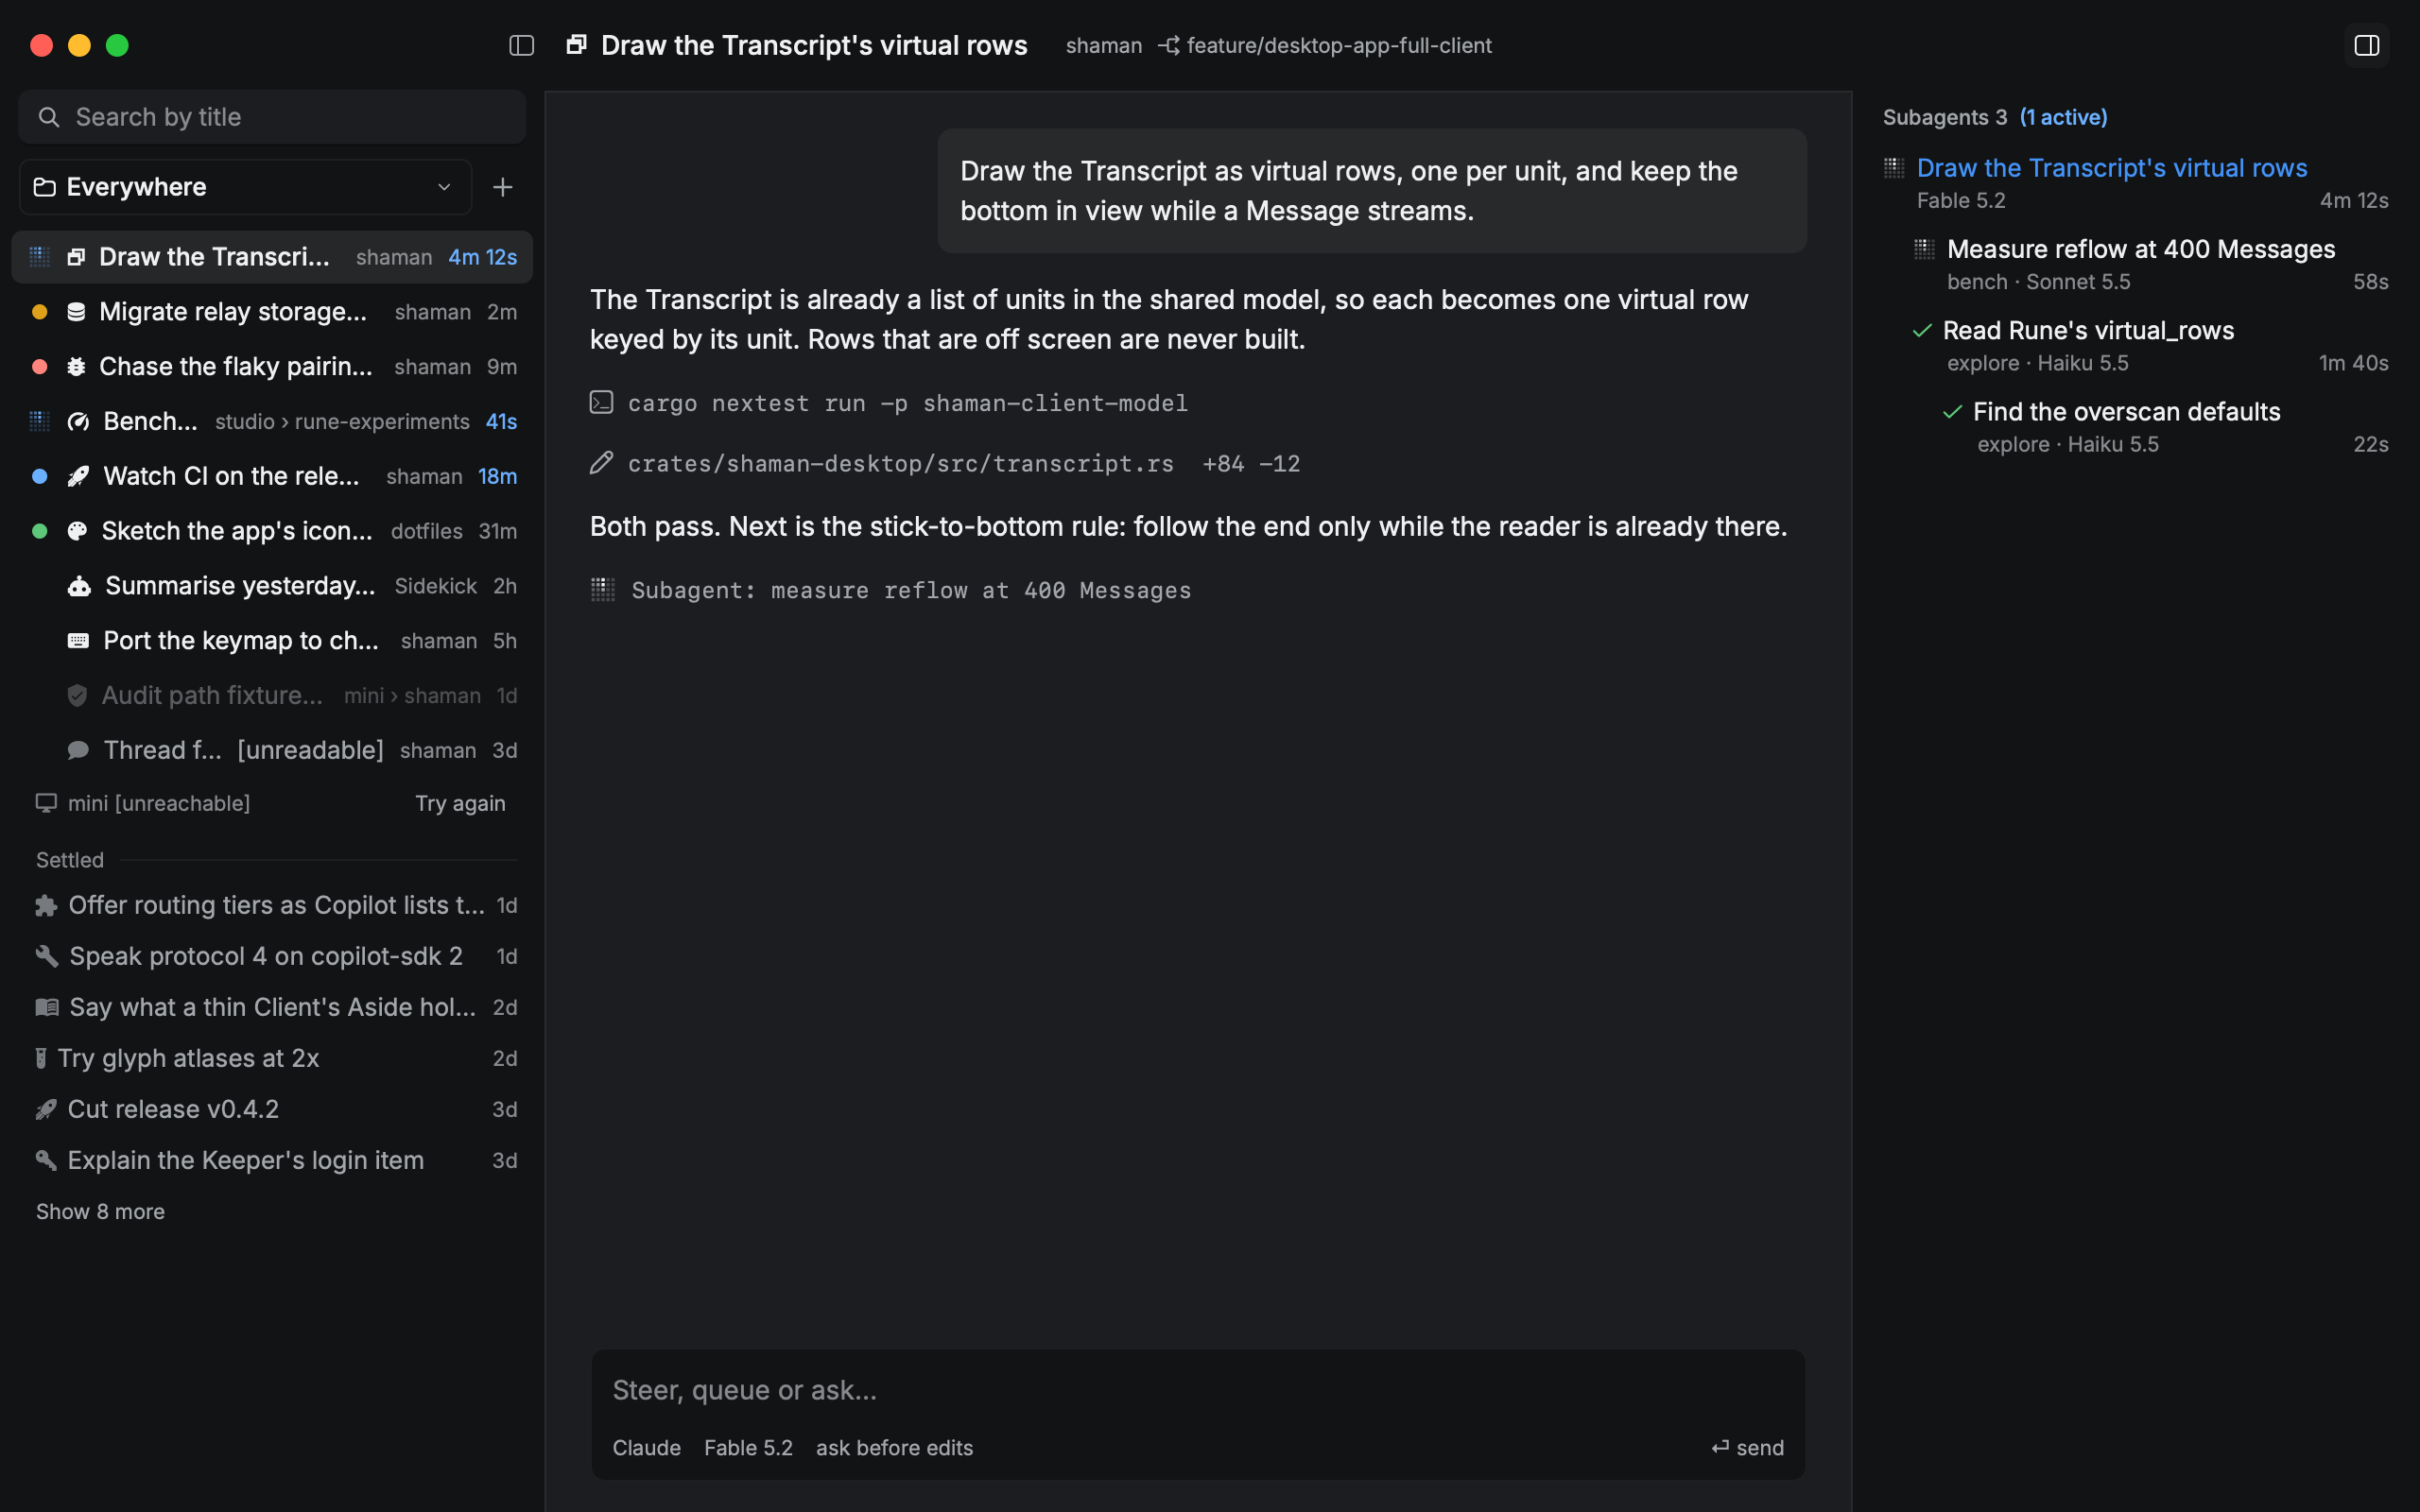 Draw the Transcript's virtual rows shaman feature/desktop-app-full-client
Search by title
Everywhere
Draw the Transcri... shaman 4m 12s
Migrate relay storage... shaman 2m
Chase the flaky pairin... shaman 9m
Bench... studio › rune-experiments 41s
Watch CI on the rele... shaman 18m
Sketch the app's icon... dotfiles 31m
Summarise yesterday... Sidekick 2h
Port the keymap to ch... shaman 5h
Audit path fixture... mini › shaman 1d
Thread f... [unreadable] shaman 3d
mini [unreachable] Try again
Settled
Offer routing tiers as Copilot lists t... 1d
Speak protocol 4 on copilot-sdk 2 1d
Say what a thin Client's Aside hol... 2d
Try glyph atlases at 2x 2d
Cut release v0.4.2 3d
Explain the Keeper's login item 3d
Show 8 more
Draw the Transcript as virtual rows, one per unit, and keep the
bottom in view while a Message streams.
The Transcript is already a list of units in the shared model, so each becomes one virtual row
keyed by its unit. Rows that are off screen are never built.
cargo nextest run -p shaman-client-model
crates/shaman-desktop/src/transcript.rs +84 -12
Both pass. Next is the stick-to-bottom rule: follow the end only while the reader is already there.
Subagent: measure reflow at 400 Messages
Steer, queue or ask...
Claude Fable 5.2 ask before edits send
Subagents 3 (1 active)
Draw the Transcript's virtual rows
Fable 5.2 4m 12s
Measure reflow at 400 Messages
bench · Sonnet 5.5 58s
Read Rune's virtual_rows
explore · Haiku 5.5 1m 40s
Find the overscan defaults
explore · Haiku 5.5 22s